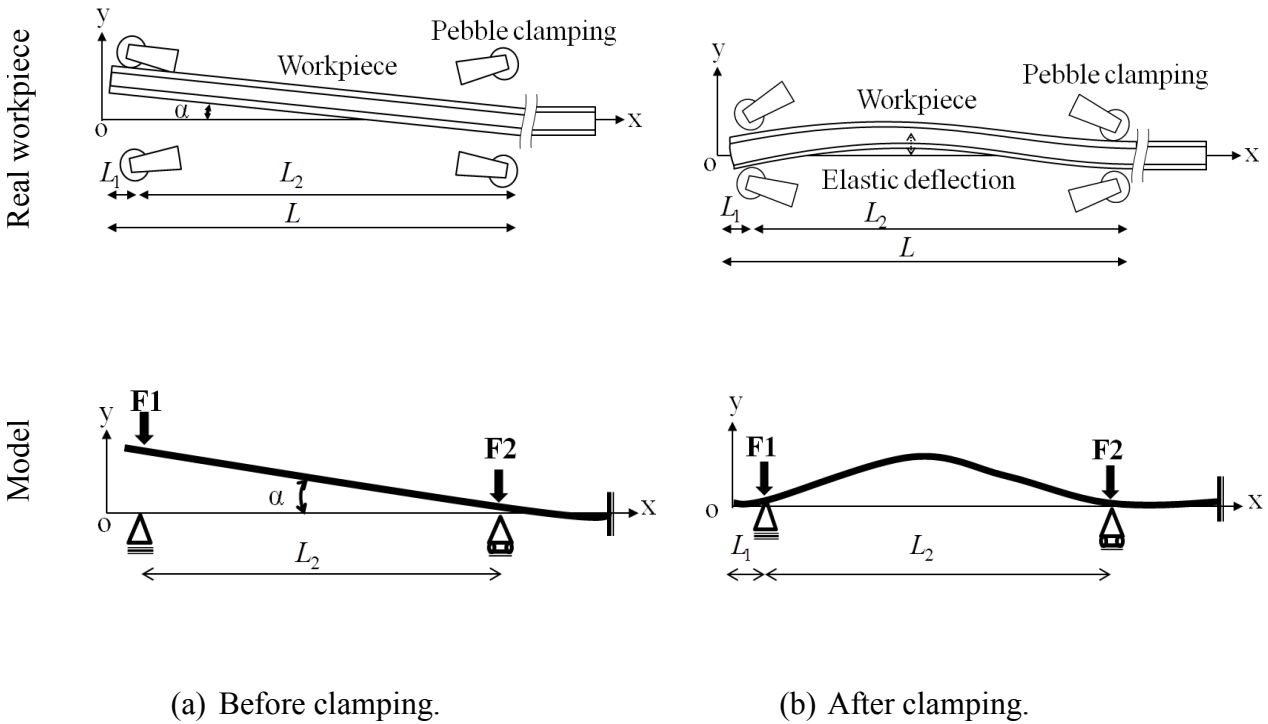 Real workpiece
y
Pebble clamping
Workpiece
α
o
x
L1
L2
L
y
Pebble clamping
Workpiece
o
x
Elastic deflection
L1
L2
L
Model
y
F1
F2
α
o
x
L2
y
F1
F2
o
x
L1
L2
(a) Before clamping.
(b) After clamping.